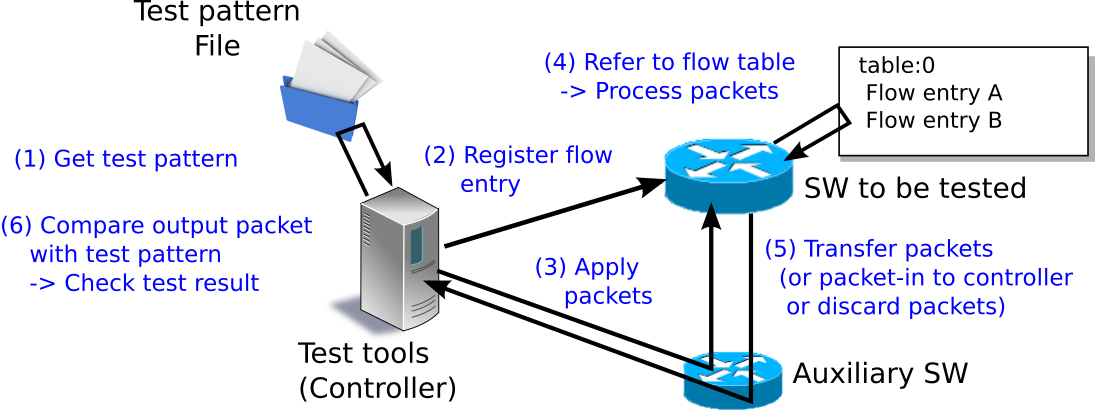 Test pattern
File
(4) Refer to flow table
-> Process packets
table:0
Flow entry A
Flow entry B
(1) Get test pattern
(2) Register flow
entry
SW to be tested
(6) Compare output packet
with test pattern
-> Check test result
(3) Apply
packets
(5) Transfer packets
(or packet-in to controller
or discard packets)
Test tools
(Controller)
Auxiliary SW